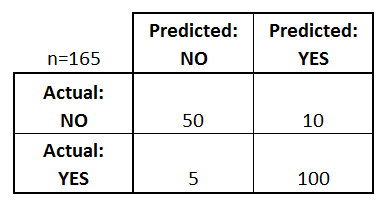 Predicted: Predicted:
n=165 NO YES
Actual:
NO 50 10
Actual:
YES 5 100